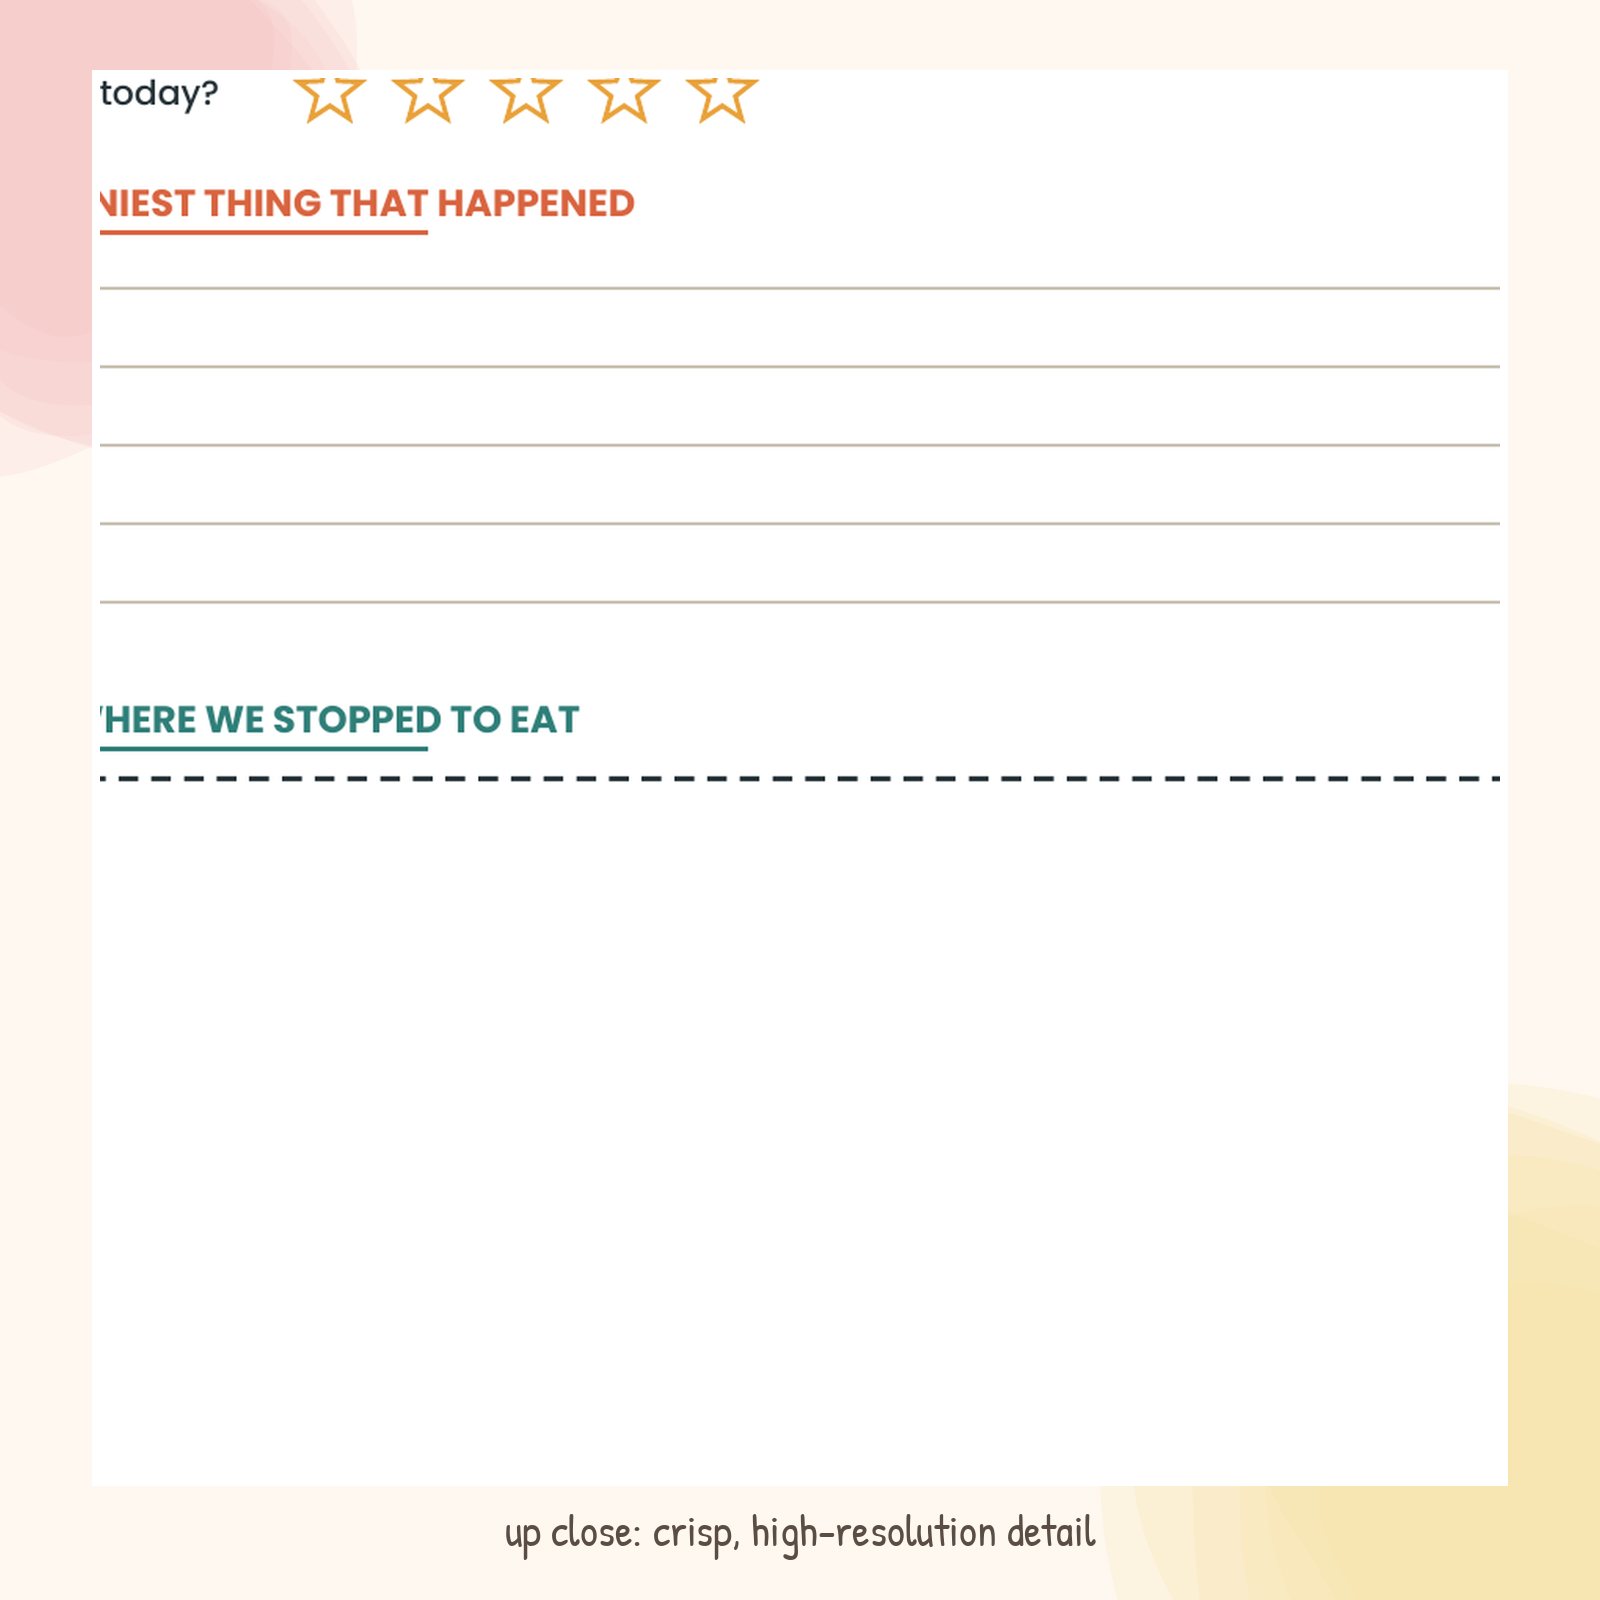 today?
NIEST THING THAT HAPPENED
HERE WE STOPPED TO EAT
up close: crisp, high-resolution detail